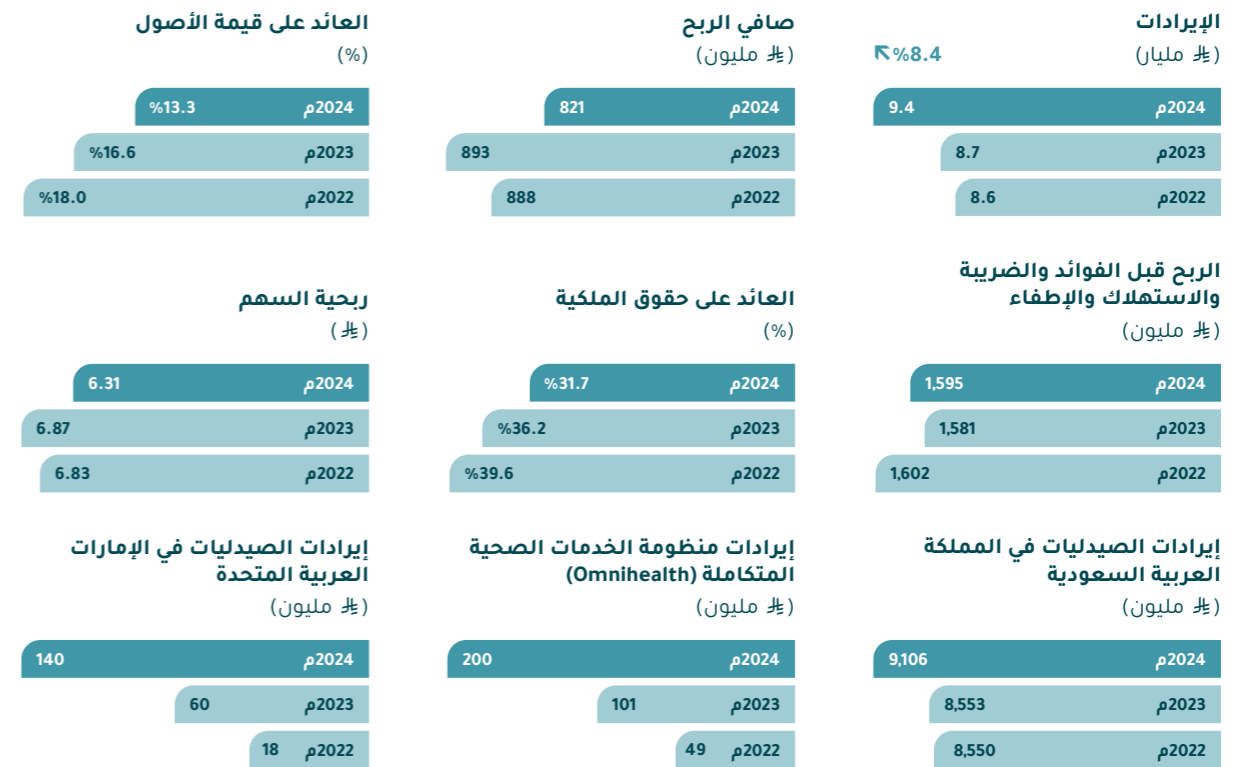 الإيرادات
(⃁ مليار)
%8.4
2024م 9.4
2023م 8.7
2022م 8.6
صافي الربح
(⃁ مليون)
2024م 821
2023م 893
2022م 888
العائد على قيمة الأصول
(%)
2024م %13.3
2023م %16.6
2022م %18.0
الربح قبل الفوائد والضريبة
والاستهلاك والإطفاء
(⃁ مليون)
2024م 1,595
2023م 1,581
2022م 1,602
العائد على حقوق الملكية
(%)
2024م %31.7
2023م %36.2
2022م %39.6
ربحية السهم
(⃁)
2024م 6.31
2023م 6.87
2022م 6.83
إيرادات الصيدليات في المملكة
العربية السعودية
(⃁ مليون)
2024م 9,106
2023م 8,553
2022م 8,550
إيرادات منظومة الخدمات الصحية
المتكاملة (Omnihealth)
(⃁ مليون)
2024م 200
2023م 101
2022م 49
إيرادات الصيدليات في الإمارات
العربية المتحدة
(⃁ مليون)
2024م 140
2023م 60
2022م 18